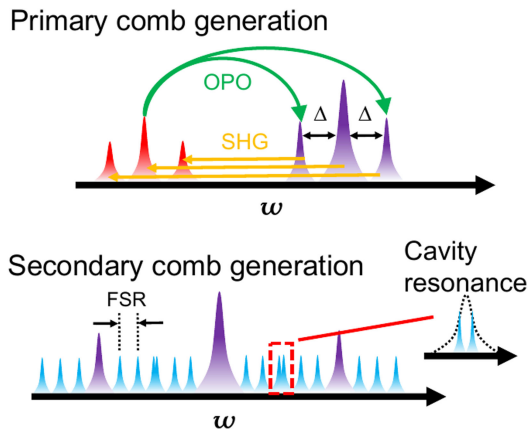 Primary comb generation
OPO
Δ Δ
SHG
w
Secondary comb generation
FSR
Cavity
resonance
w